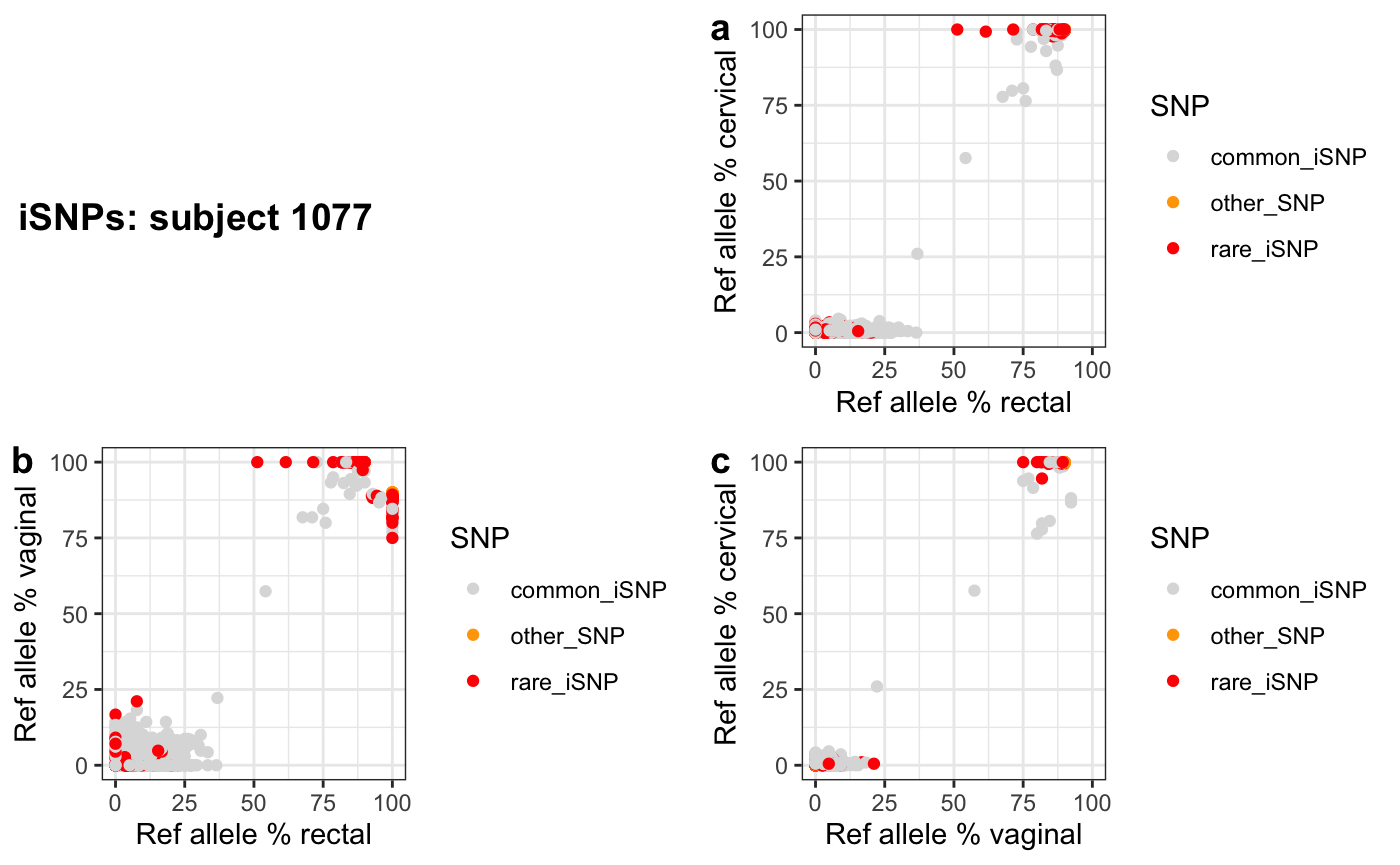 iSNPs: subject 1077
a
Ref allele % cervical
100
75
50
25
0
0 25 50 75 100
Ref allele % rectal
SNP
common_iSNP
other_SNP
rare_iSNP
b
Ref allele % vaginal
100
75
50
25
0
0 25 50 75 100
Ref allele % rectal
SNP
common_iSNP
other_SNP
rare_iSNP
c
Ref allele % cervical
100
75
50
25
0
0 25 50 75 100
Ref allele % vaginal
SNP
common_iSNP
other_SNP
rare_iSNP